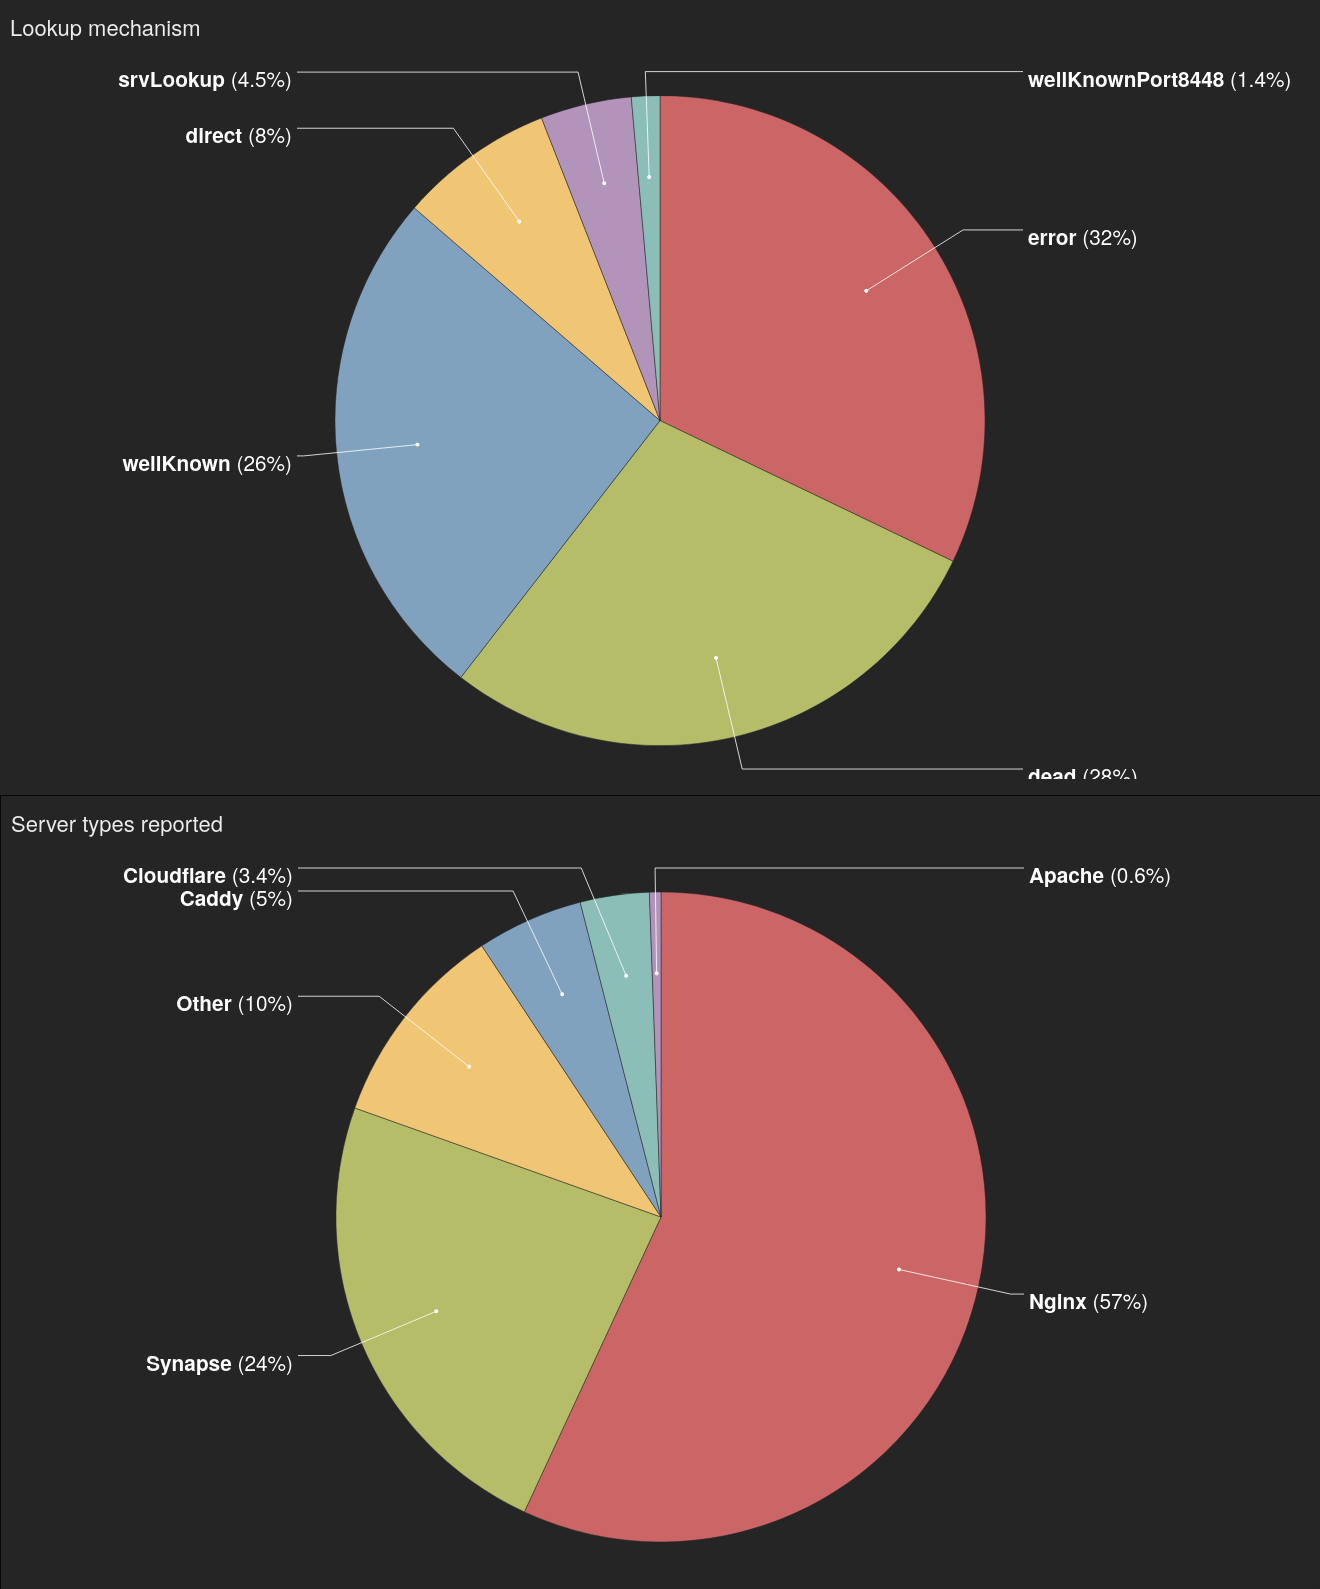 Lookup mechanism
srvLookup (4.5%)
wellKnownPort8448 (1.4%)
direct (8%)
error (32%)
wellKnown (26%)
dead (28%)
Server types reported
Cloudflare (3.4%)
Apache (0.6%)
Caddy (5%)
Other (10%)
Nginx (57%)
Synapse (24%)